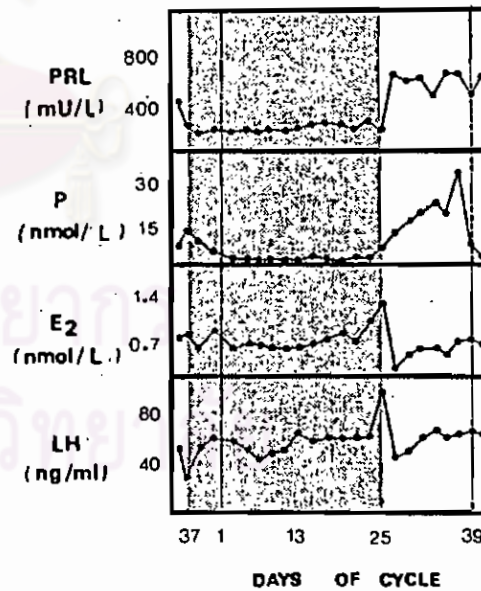 PRL
(mU/L)
800
400
P
(nmol/L)
30
15
E2
(nmol/L.)
1.4
0.7
LH
(ng/ml)
80
40
37 1 13 25 39
DAYS OF CYCLE